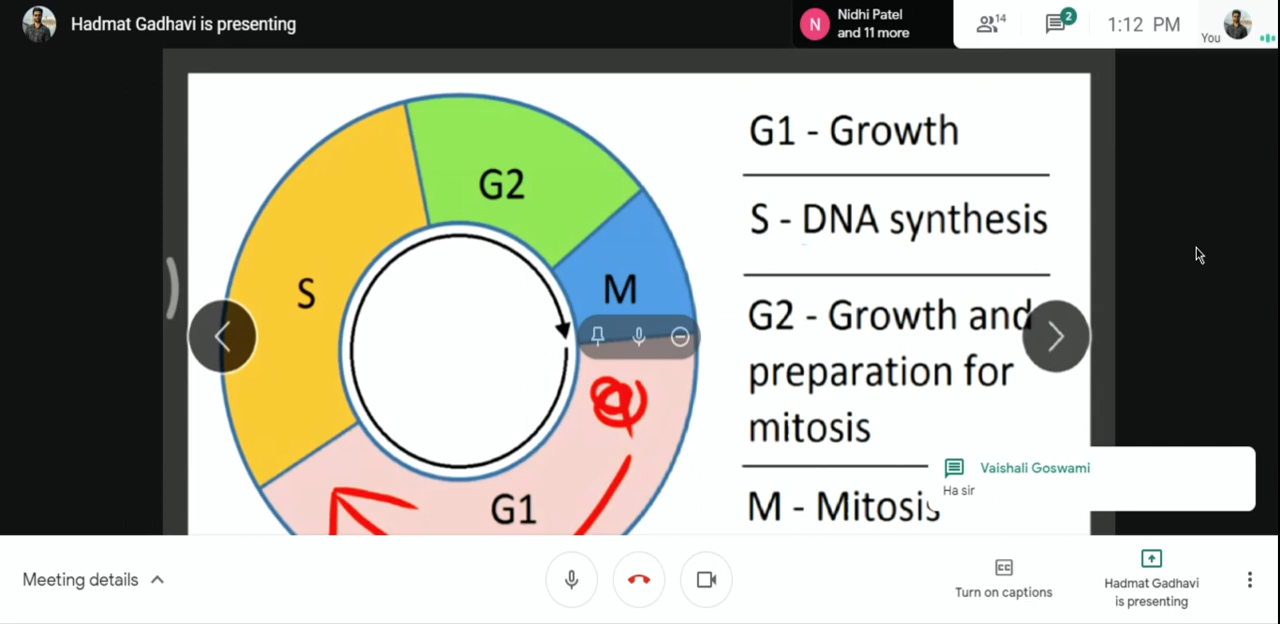 Hadmat Gadhavi is presenting
N
Nidhi Patel
and 11 more
14
2
1:12 PM
You
G2
S
M
G1
G1 - Growth
S - DNA synthesis
G2 - Growth and
preparation for
mitosis
M - Mitosis
Vaishali Goswami
Ha sir
Meeting details
CC
Turn on captions
Hadmat Gadhavi
is presenting